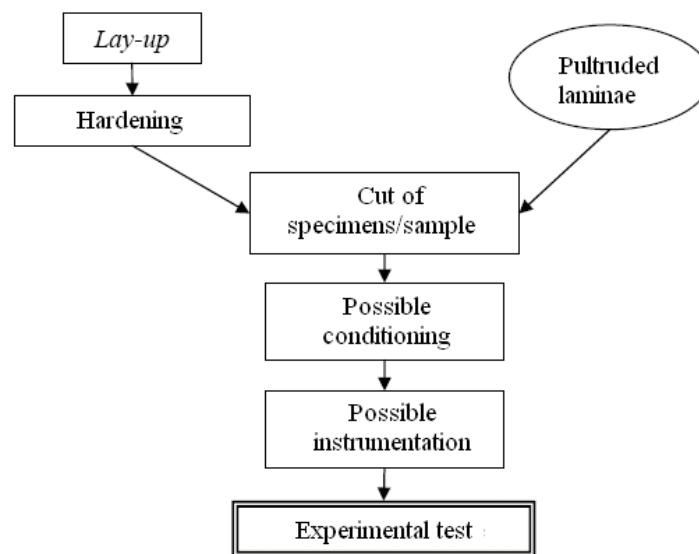 Lay-up
Pultruded
laminae
Hardening
Cut of
specimens/sample
Possible
conditioning
Possible
instrumentation
Experimental test